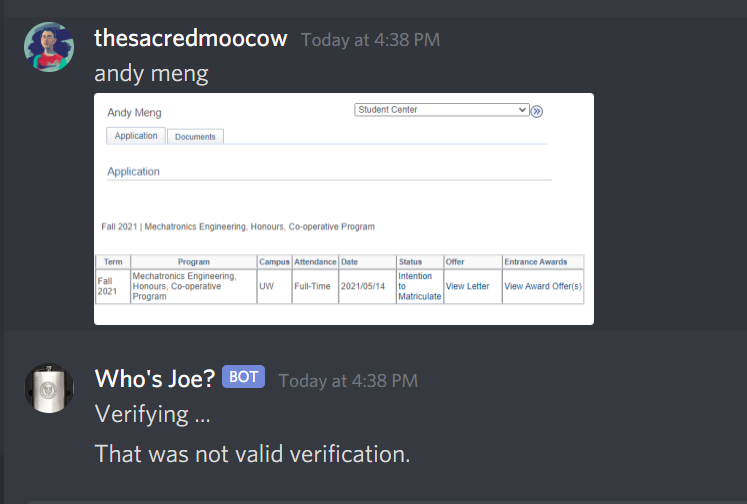 thesacredmoocow Today at 4:38 PM
andy meng
Andy Meng
Student Center
Application Documents
Application
Fall 2021 | Mechatronics Engineering, Honours, Co-operative Program
Term Program Campus Attendance Date Status Offer Entrance Awards
Fall 2021 Mechatronics Engineering, Honours, Co-operative Program UW Full-Time 2021/05/14 Intention to Matriculate View Letter View Award Offer(s)
Who's Joe? BOT Today at 4:38 PM
Verifying ...
That was not valid verification.